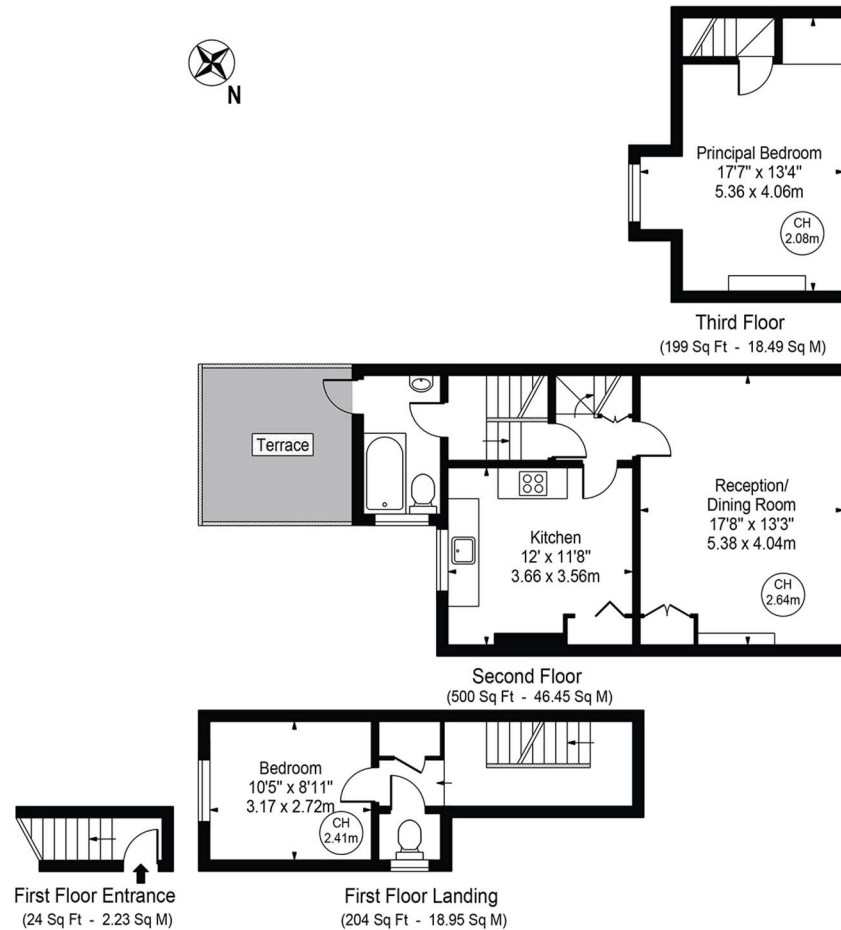 N
Principal Bedroom
17'7" x 13'4"
5.36 x 4.06m
CH
2.08m
Third Floor
(199 Sq Ft - 18.49 Sq M)
Terrace
Kitchen
12' x 11'8"
3.66 x 3.56m
Reception/
Dining Room
17'8" x 13'3"
5.38 x 4.04m
CH
2.64m
Second Floor
(500 Sq Ft - 46.45 Sq M)
Bedroom
10'5" x 8'11"
3.17 x 2.72m
CH
2.41m
First Floor Entrance
(24 Sq Ft - 2.23 Sq M)
First Floor Landing
(204 Sq Ft - 18.95 Sq M)